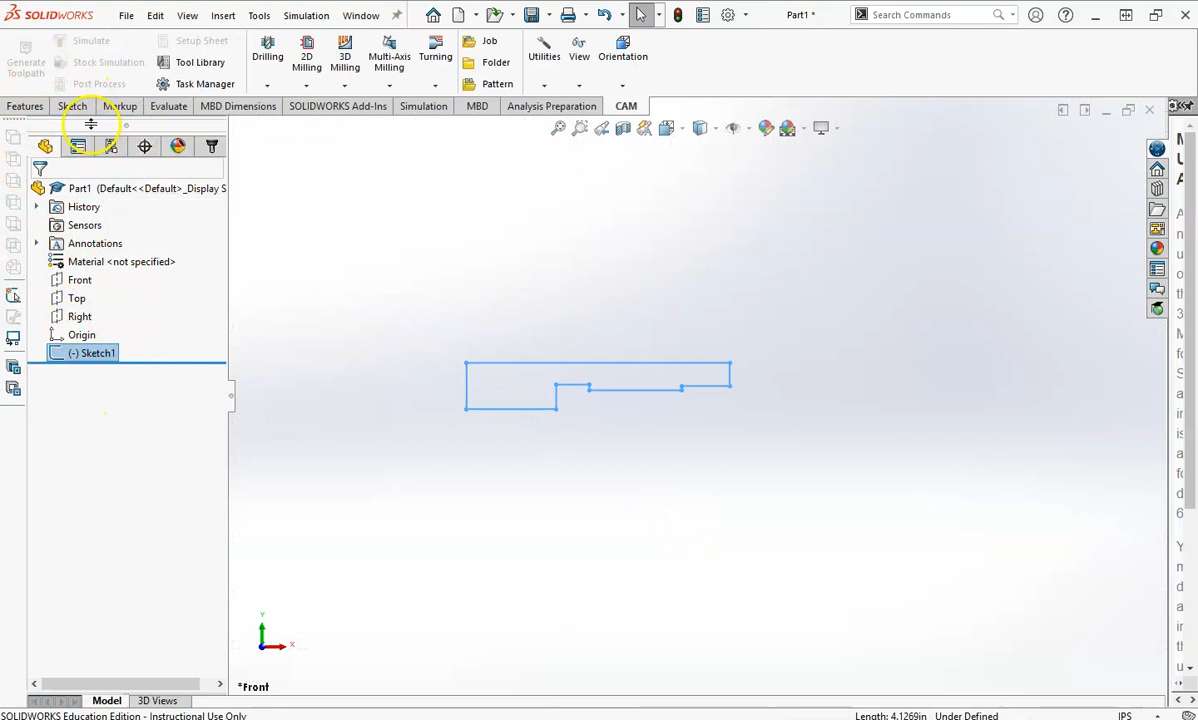 SOLIDWORKS File Edit View Insert Tools Simulation Window Part1 * Search Commands
Generate Toolpath
Simulate
Stock Simulation
Post Process
Setup Sheet
Tool Library
Task Manager
Drilling
2D Milling
3D Milling
Multi-Axis Milling
Turning
Job
Folder
Pattern
Utilities
View
Orientation
Features Sketch Markup Evaluate MBD Dimensions SOLIDWORKS Add-Ins Simulation MBD Analysis Preparation CAM
Part1 (Default<<Default>_Display S
History
Sensors
Annotations
Material <not specified>
Front
Top
Right
Origin
(-) Sketch1
Y
X
*Front
Model 3D Views
SOLIDWORKS Education Edition - Instructional Use Only Length: 4.1269in Under Defined IPS